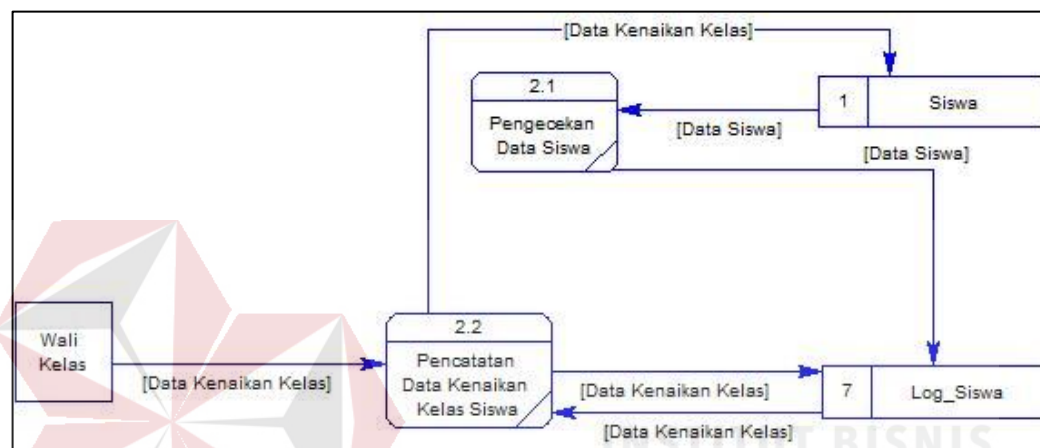 [Data Kenaikan Kelas]
2.1
Pengecekan
Data Siswa
1
Siswa
[Data Siswa]
[Data Siswa]
Wali
Kelas
[Data Kenaikan Kelas]
2.2
Pencatatan
Data Kenaikan
Kelas Siswa
[Data Kenaikan Kelas]
7
Log_Siswa
[Data Kenaikan Kelas]
BISNIS